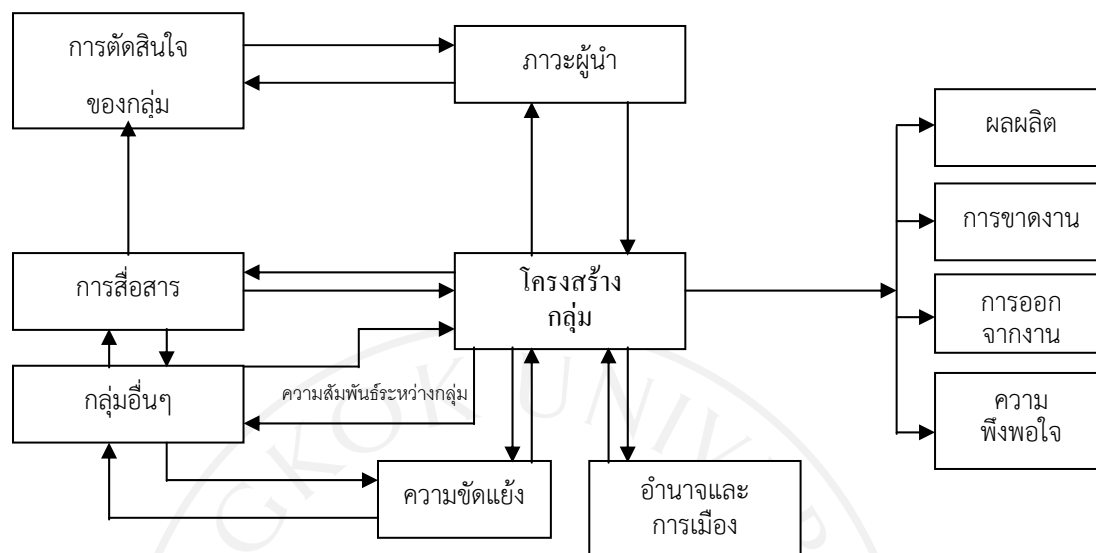 การตัดสินใจ
ของกลุ่ม
ภาวะผู้นำ
ผลผลิต
การขาดงาน
การสื่อสาร
โครงสร้าง
กลุ่ม
การออก
จากงาน
กลุ่มอื่นๆ
ความสัมพันธ์ระหว่างกลุ่ม
ความ
พึงพอใจ
ความขัดแย้ง
อำนาจและ
การเมือง
GKOK UNIV R